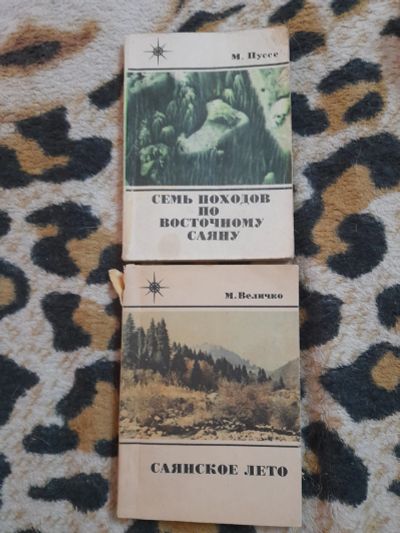 М. Пуссе
СЕМЬ ПОХОДОВ
ПО
ВОСТОЧНОМУ
САЯНУ
М. Величко
САЯНСКОЕ ЛЕТО